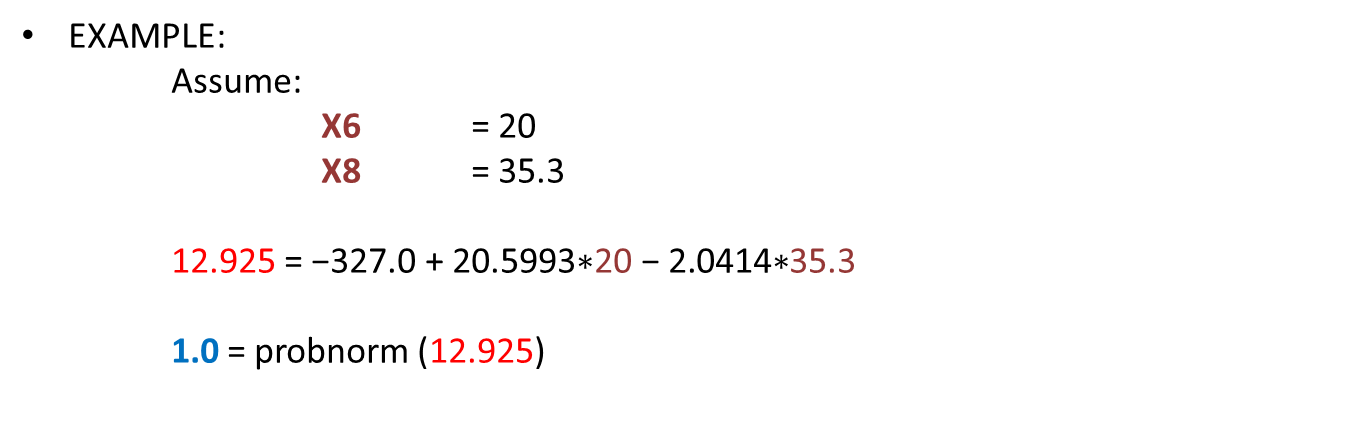 • EXAMPLE:
Assume:
X6 = 20
X8 = 35.3
12.925 = −327.0 + 20.5993*20 − 2.0414*35.3
1.0 = probnorm (12.925)